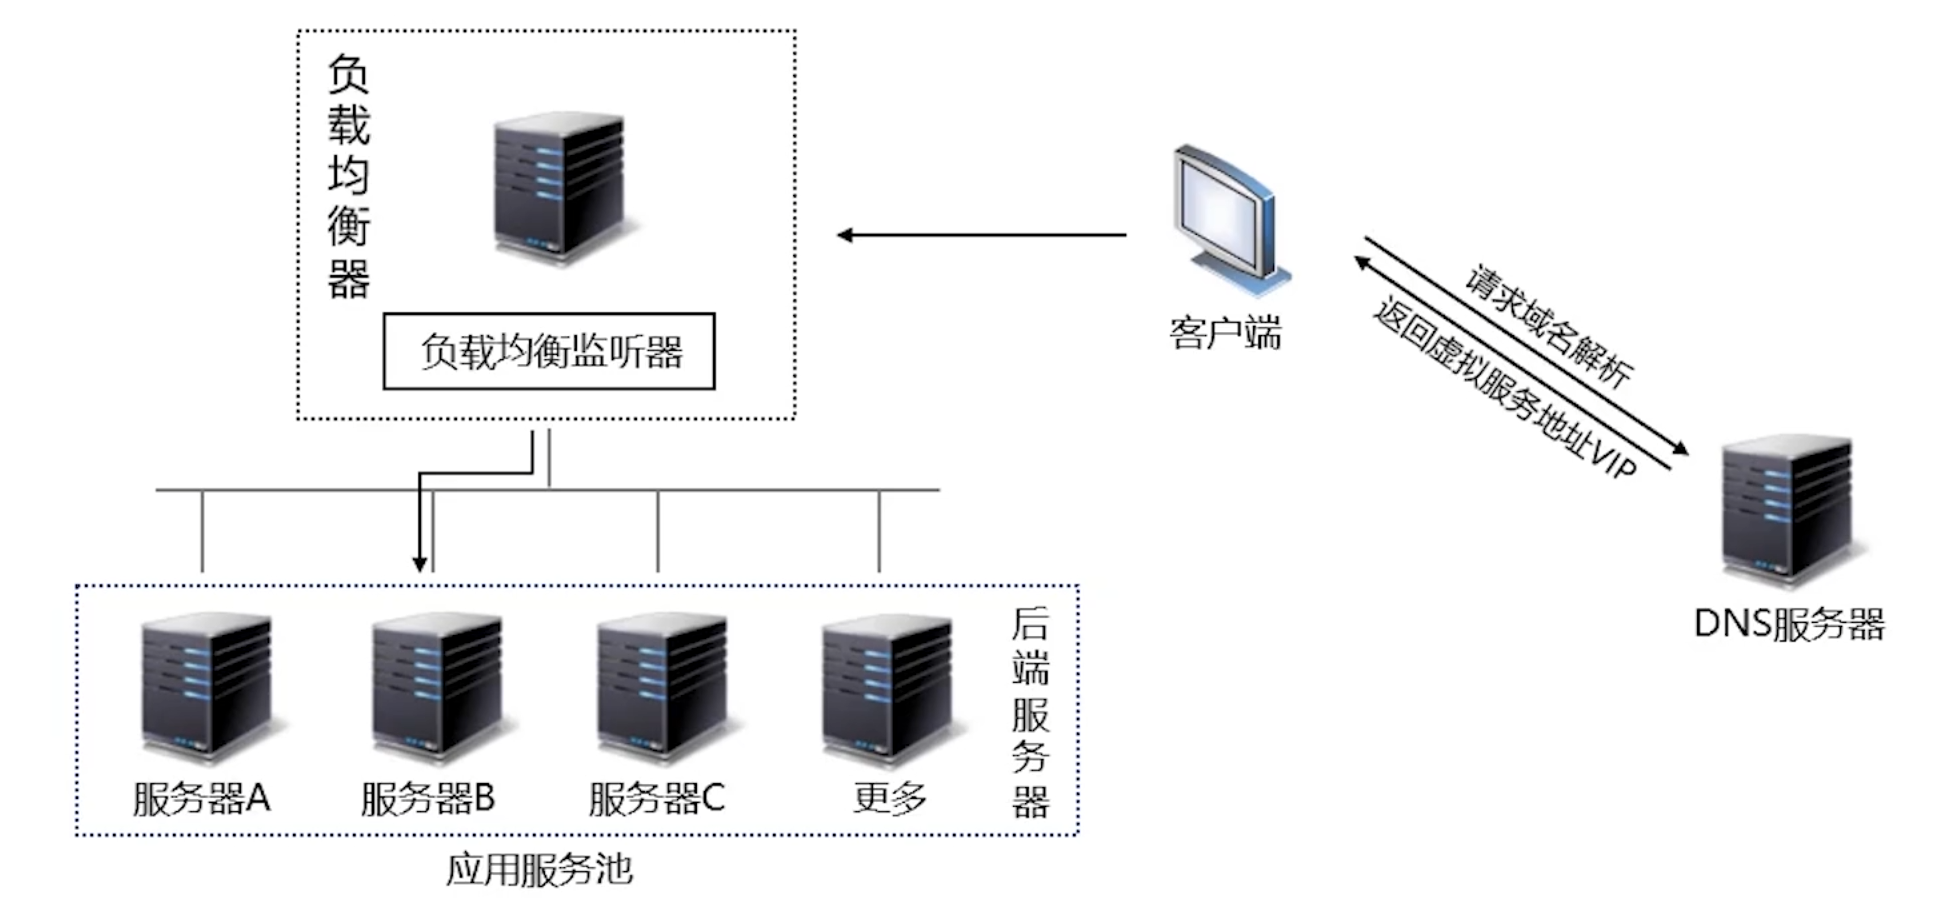 负载均衡器
负载均衡监听器
客户端
请求域名解析
返回虚拟服务地址VIP
DNS服务器
服务器A
服务器B
服务器C
更多
后端服务器
应用服务池